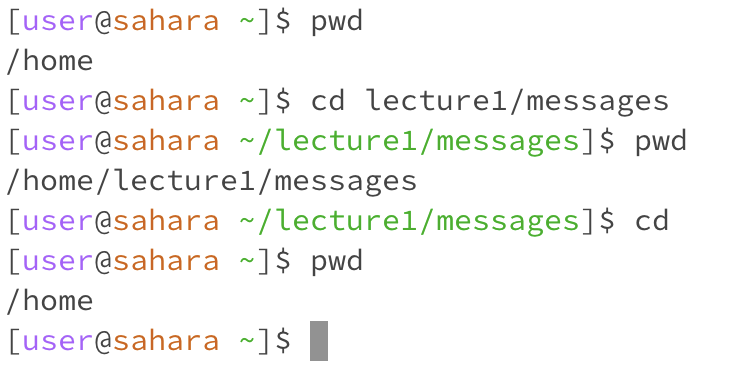 [user@sahara ~]$ pwd
/home
[user@sahara ~]$ cd lecture1/messages
[user@sahara ~/lecture1/messages]$ pwd
/home/lecture1/messages
[user@sahara ~/lecture1/messages]$ cd
[user@sahara ~]$ pwd
/home
[user@sahara ~]$